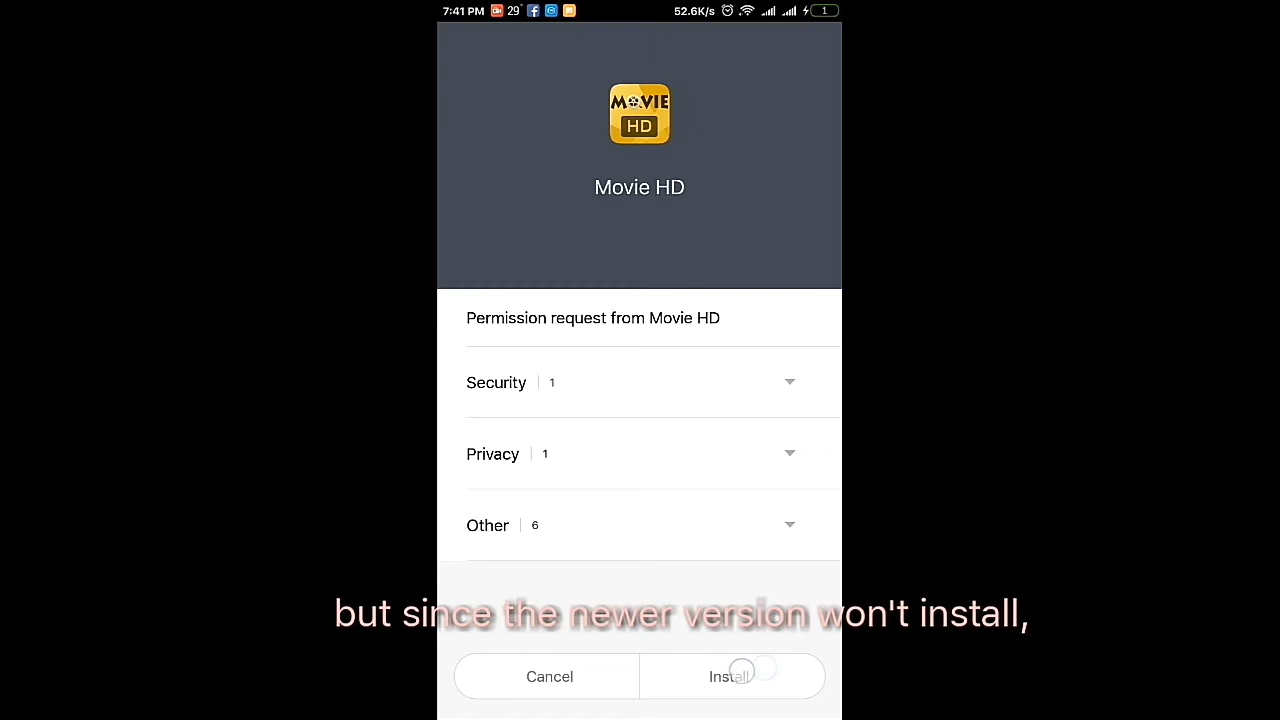 7:41 PM 29° 52.6K/s 1
MOVIE
HD
Movie HD
Permission request from Movie HD
Security 1
Privacy 1
Other 6
but since the newer version won't install,
Cancel Install